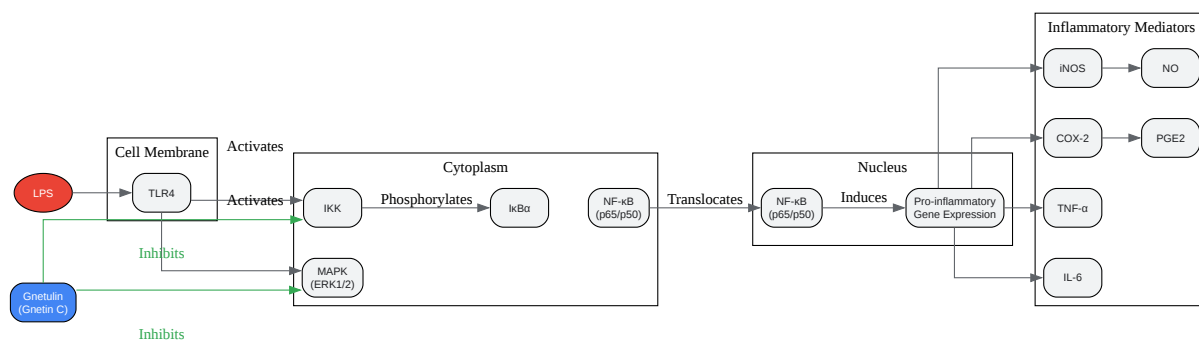 Inflammatory Mediators
iNOS
NO
Activates
COX-2
PGE2
Cell Membrane
Cytoplasm
Nucleus
LPS
TLR4
Activates
IKK
Phosphorylates
IκBα
NF-κB
(p65/p50)
Translocates
NF-κB
(p65/p50)
Induces
Pro-inflammatory
Gene Expression
TNF-α
Inhibits
MAPK
(ERK1/2)
IL-6
Gnetulin
(Gnetin C)
Inhibits